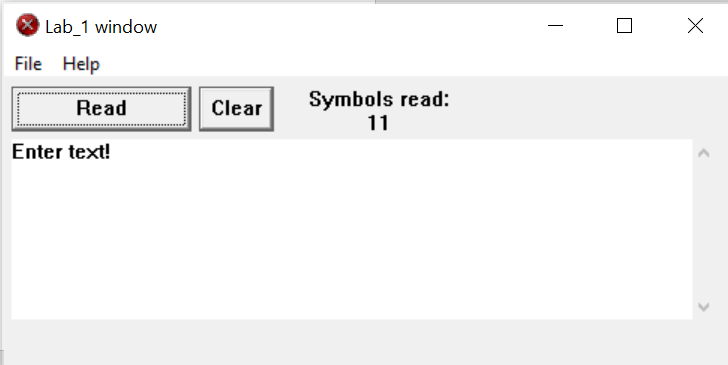 Lab_1 window
File Help
Read Clear Symbols read:
11
Enter text!